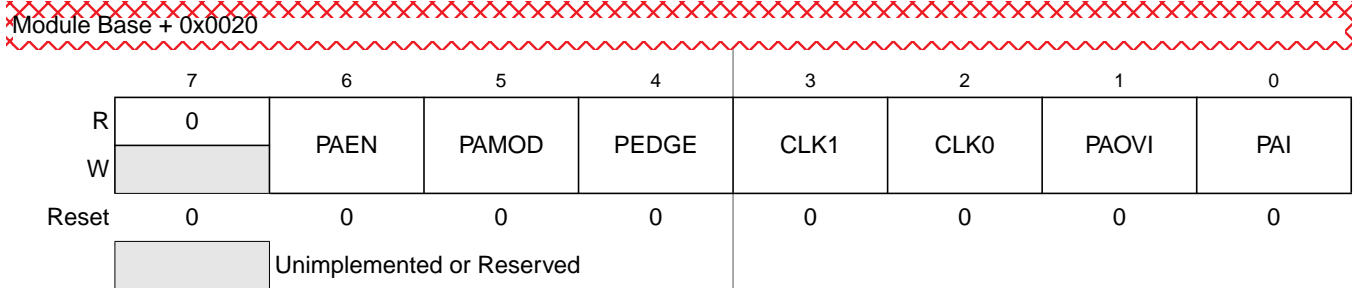 Module Base + 0x0020
7 6 5 4 3 2 1 0
R 0 PAEN PAMOD PEDGE CLK1 CLK0 PAOVI PAI
W
Reset 0 0 0 0 0 0 0 0
Unimplemented or Reserved